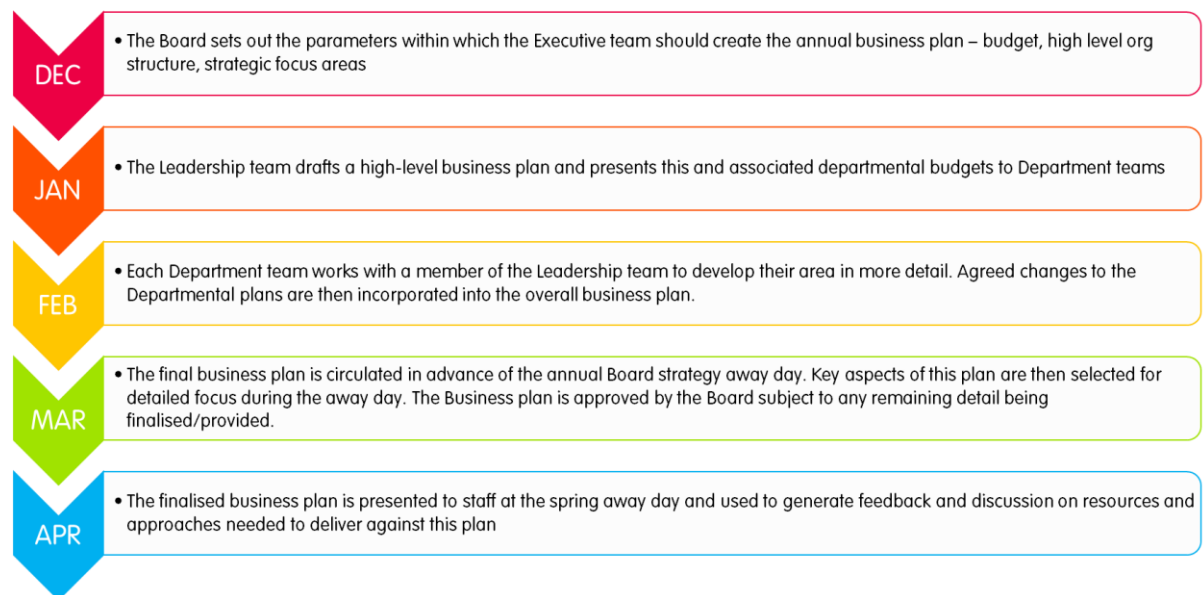 DEC
• The Board sets out the parameters within which the Executive team should create the annual business plan – budget, high level org
structure, strategic focus areas
JAN
• The Leadership team drafts a high-level business plan and presents this and associated departmental budgets to Department teams
FEB
• Each Department team works with a member of the Leadership team to develop their area in more detail. Agreed changes to the
Departmental plans are then incorporated into the overall business plan.
MAR
• The final business plan is circulated in advance of the annual Board strategy away day. Key aspects of this plan are then selected for
detailed focus during the away day. The Business plan is approved by the Board subject to any remaining detail being
finalised/provided.
APR
• The finalised business plan is presented to staff at the spring away day and used to generate feedback and discussion on resources and
approaches needed to deliver against this plan